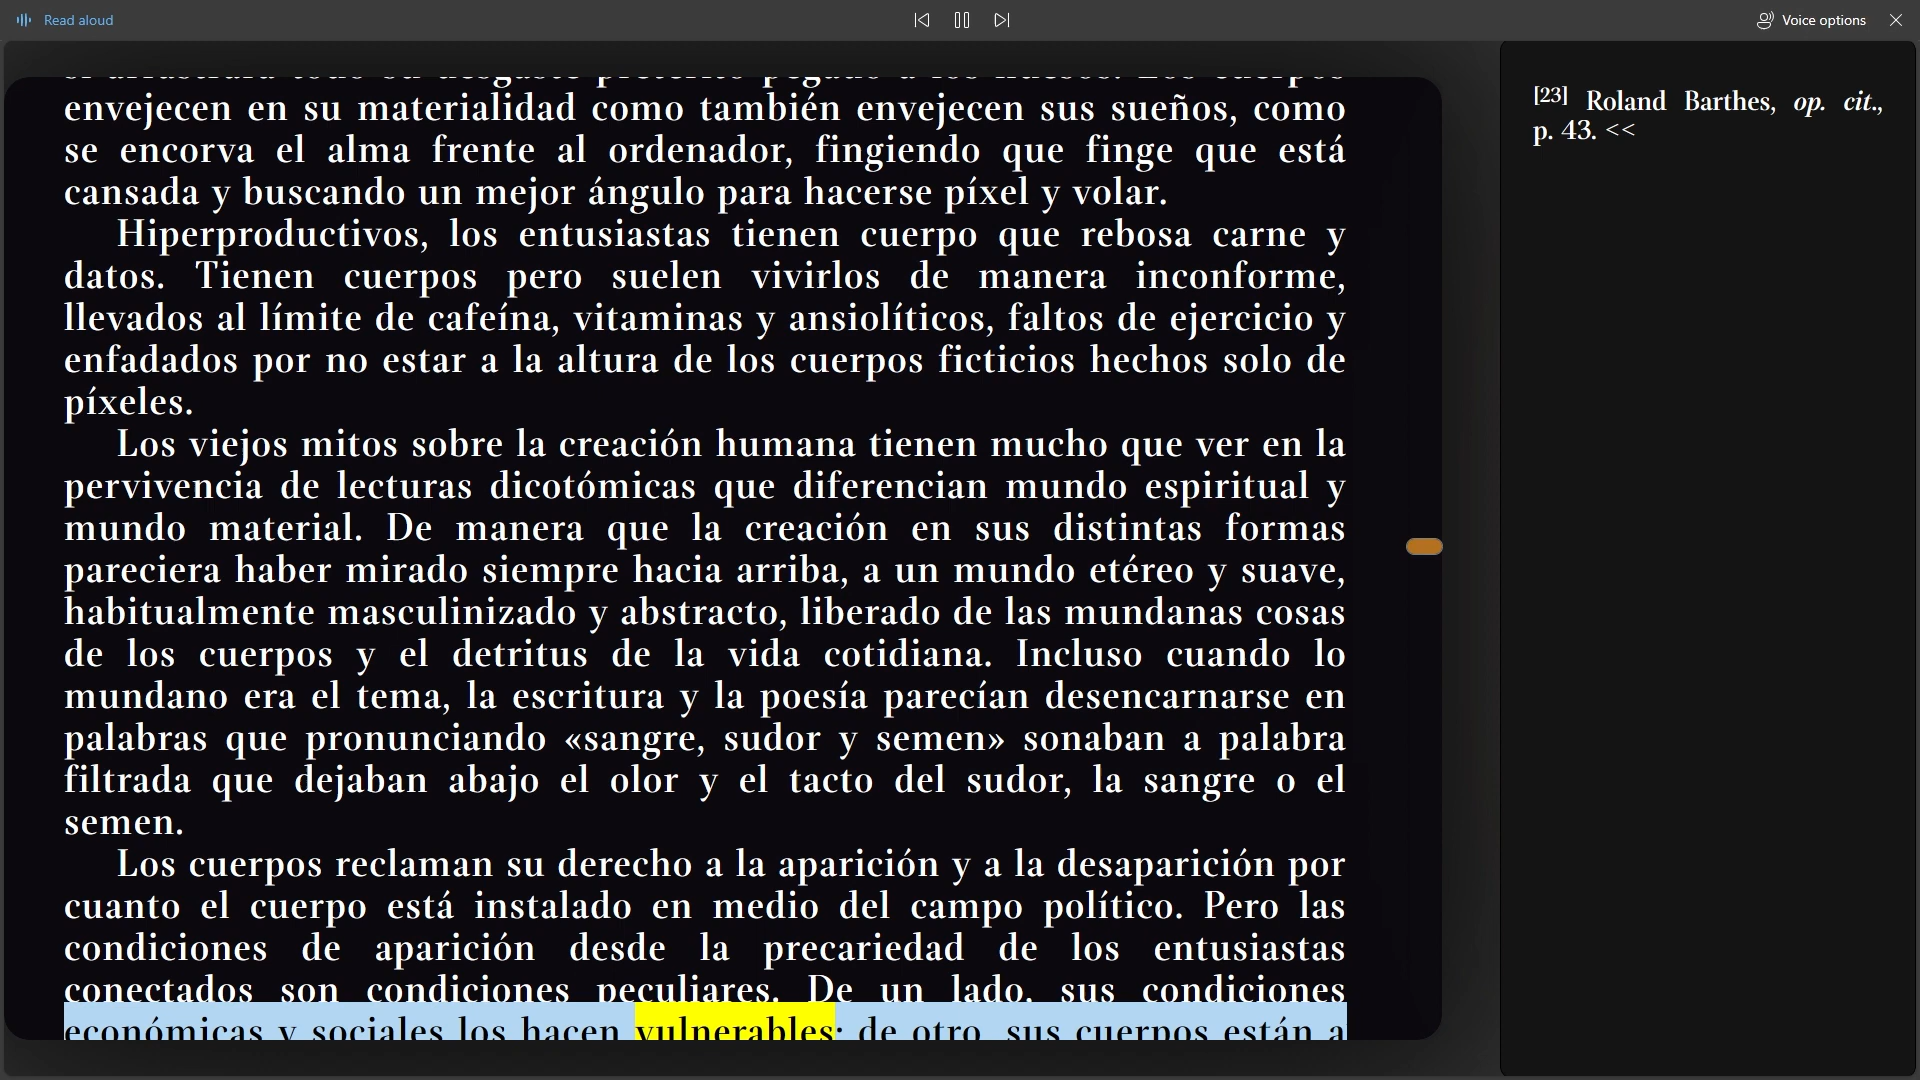 Read aloud
Voice options
envejecen en su materialidad como también envejecen sus sueños, como
se encorva el alma frente al ordenador, fingiendo que finge que está
cansada y buscando un mejor ángulo para hacerse píxel y volar.
Hiperproductivos, los entusiastas tienen cuerpo que rebosa carne y
datos. Tienen cuerpos pero suelen vivirlos de manera inconforme,
llevados al límite de cafeína, vitaminas y ansiolíticos, faltos de ejercicio y
enfadados por no estar a la altura de los cuerpos ficticios hechos solo de
píxeles.
Los viejos mitos sobre la creación humana tienen mucho que ver en la
pervivencia de lecturas dicotómicas que diferencian mundo espiritual y
mundo material. De manera que la creación en sus distintas formas
pareciera haber mirado siempre hacia arriba, a un mundo etéreo y suave,
habitualmente masculinizado y abstracto, liberado de las mundanas cosas
de los cuerpos y el detritus de la vida cotidiana. Incluso cuando lo
mundano era el tema, la escritura y la poesía parecían desencarnarse en
palabras que pronunciando «sangre, sudor y semen» sonaban a palabra
filtrada que dejaban abajo el olor y el tacto del sudor, la sangre o el
semen.
Los cuerpos reclaman su derecho a la aparición y a la desaparición por
cuanto el cuerpo está instalado en medio del campo político. Pero las
condiciones de aparición desde la precariedad de los entusiastas
conectados son condiciones peculiares. De un lado, sus condiciones
económicas y sociales los hacen vulnerables; de otro, sus cuerpos están a
[23] Roland Barthes, op. cit.,
p. 43. <<